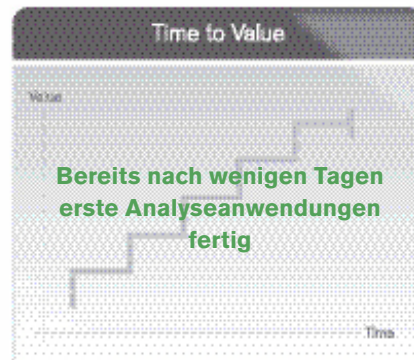 Time to Value
Value
Bereits nach wenigen Tagen
erste Analyseanwendungen
fertig
Time